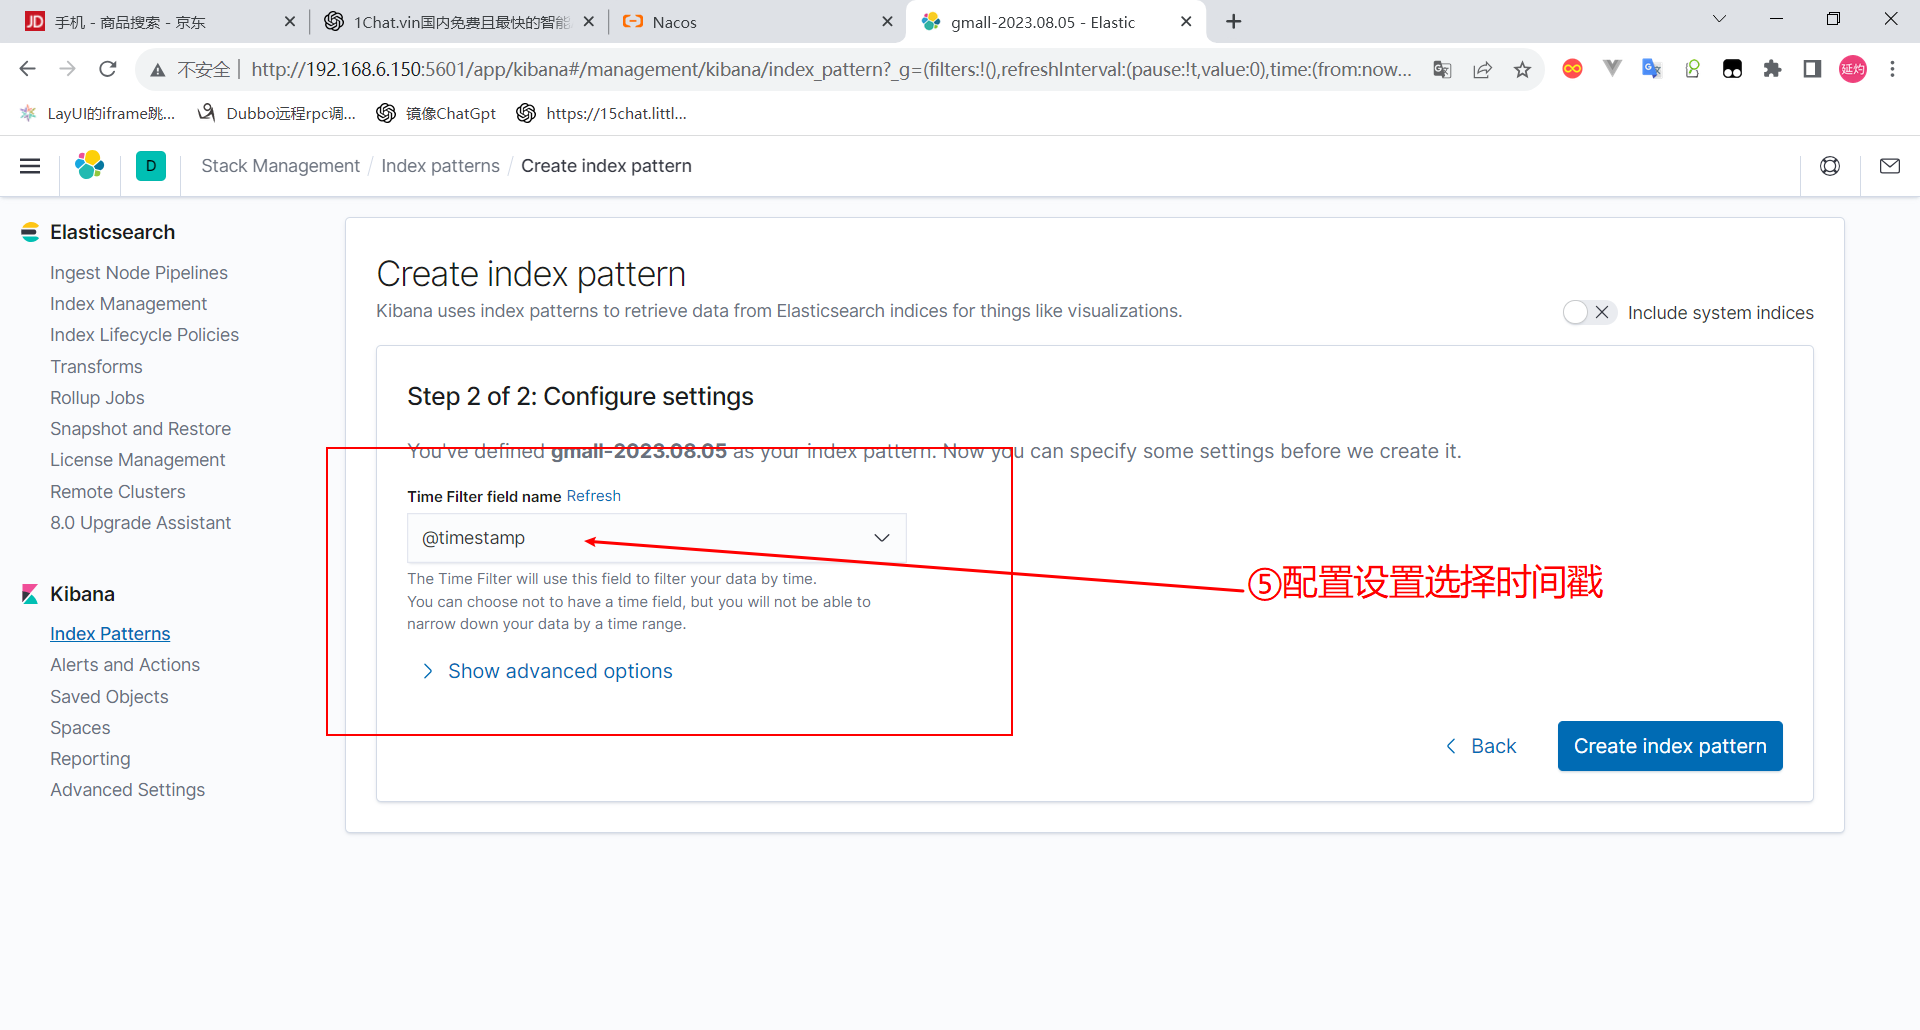 JD 手机 - 商品搜索 - 京东
1Chat.vin国内免费且最快的智能
Nacos
gmall-2023.08.05 - Elastic
不安全 http://192.168.6.150:5601/app/kibana#/management/kibana/index_pattern?_g=(filters:!(),refreshInterval:(pause:!t,value:0),time:(from:now...
延灼
LayUI的iframe跳...
Dubbo远程rpc调...
镜像ChatGpt
https://15chat.littl...
D
Stack Management / Index patterns / Create index pattern
Elasticsearch
Ingest Node Pipelines
Index Management
Index Lifecycle Policies
Transforms
Rollup Jobs
Snapshot and Restore
License Management
Remote Clusters
8.0 Upgrade Assistant
Kibana
Index Patterns
Alerts and Actions
Saved Objects
Spaces
Reporting
Advanced Settings
Create index pattern
Kibana uses index patterns to retrieve data from Elasticsearch indices for things like visualizations.
Include system indices
Step 2 of 2: Configure settings
You've defined gmall-2023.08.05 as your index pattern. Now you can specify some settings before we create it.
Time Filter field name Refresh
@timestamp
The Time Filter will use this field to filter your data by time.
You can choose not to have a time field, but you will not be able to
narrow down your data by a time range.
⑤配置设置选择时间戳
Show advanced options
Back
Create index pattern